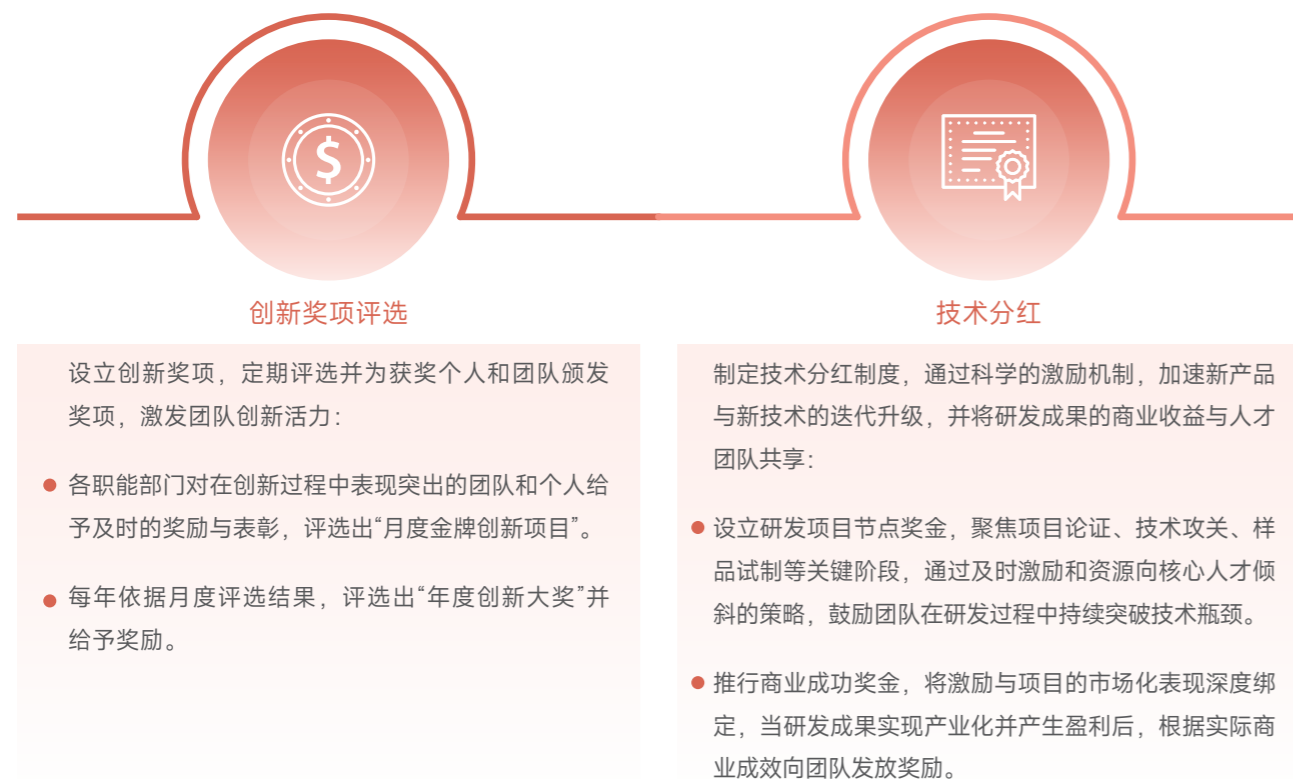 $
创新奖项评选
设立创新奖项，定期评选并为获奖个人和团队颁发
奖项，激发团队创新活力：
各职能部门对在创新过程中表现突出的团队和个人给
予及时的奖励与表彰，评选出“月度金牌创新项目”。
每年依据月度评选结果，评选出“年度创新大奖”并
给予奖励。
技术分红
制定技术分红制度，通过科学的激励机制，加速新产品
与新技术的迭代升级，并将研发成果的商业收益与人才
团队共享：
设立研发项目节点奖金，聚焦项目论证、技术攻关、样
品试制等关键阶段，通过及时激励和资源向核心人才倾
斜的策略，鼓励团队在研发过程中持续突破技术瓶颈。
推行商业成功奖金，将激励与项目的市场化表现深度绑
定，当研发成果实现产业化并产生盈利后，根据实际商
业成效向团队发放奖励。